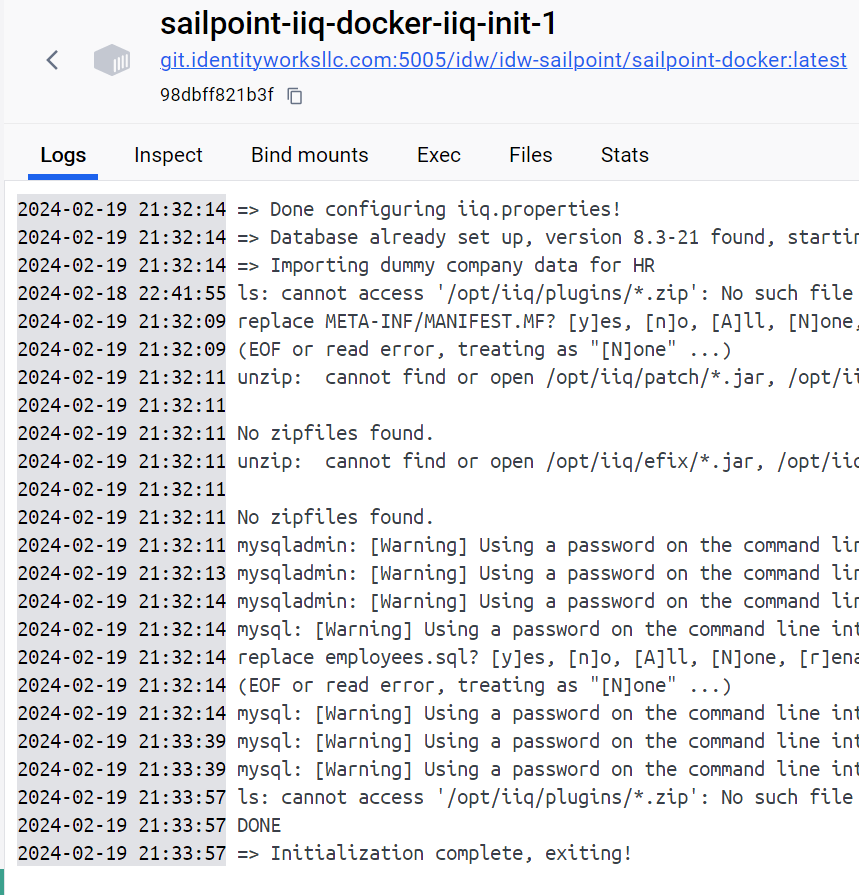 sailpoint-iiq-docker-iiq-init-1
git.identityworksllc.com:5005/idw/idw-sailpoint/sailpoint-docker:latest
98dbff821b3f
Logs Inspect Bind mounts Exec Files Stats
2024-02-19 21:32:14 => Done configuring iiq.properties!
2024-02-19 21:32:14 => Database already set up, version 8.3-21 found, startin
2024-02-19 21:32:14 => Importing dummy company data for HR
2024-02-18 22:41:55 ls: cannot access '/opt/iiq/plugins/*.zip': No such file
2024-02-19 21:32:09 replace META-INF/MANIFEST.MF? [y]es, [n]o, [A]ll, [N]one,
2024-02-19 21:32:09 (EOF or read error, treating as "[N]one" ...)
2024-02-19 21:32:11 unzip:  cannot find or open /opt/iiq/patch/*.jar, /opt/ii
2024-02-19 21:32:11
2024-02-19 21:32:11 No zipfiles found.
2024-02-19 21:32:11 unzip:  cannot find or open /opt/iiq/efix/*.jar, /opt/iiq
2024-02-19 21:32:11
2024-02-19 21:32:11 No zipfiles found.
2024-02-19 21:32:11 mysqladmin: [Warning] Using a password on the command lin
2024-02-19 21:32:13 mysqladmin: [Warning] Using a password on the command lin
2024-02-19 21:32:14 mysqladmin: [Warning] Using a password on the command lin
2024-02-19 21:32:14 mysql: [Warning] Using a password on the command line int
2024-02-19 21:32:14 replace employees.sql? [y]es, [n]o, [A]ll, [N]one, [r]ena
2024-02-19 21:32:14 (EOF or read error, treating as "[N]one" ...)
2024-02-19 21:32:14 mysql: [Warning] Using a password on the command line int
2024-02-19 21:33:39 mysql: [Warning] Using a password on the command line int
2024-02-19 21:33:39 mysql: [Warning] Using a password on the command line int
2024-02-19 21:33:57 ls: cannot access '/opt/iiq/plugins/*.zip': No such file
2024-02-19 21:33:57 DONE
2024-02-19 21:33:57 => Initialization complete, exiting!